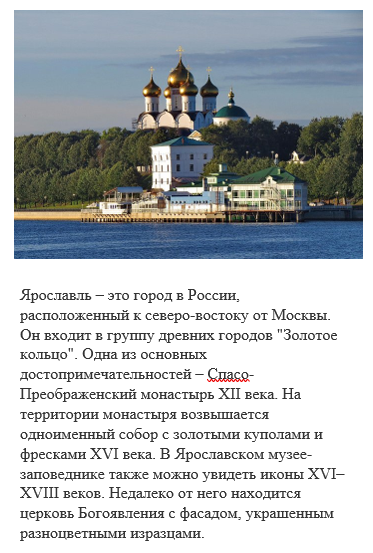 Ярославль – это город в России,
расположенный к северо-востоку от Москвы.
Он входит в группу древних городов "Золотое
кольцо". Одна из основных
достопримечательностей – Спасо-
Преображенский монастырь XII века. На
территории монастыря возвышается
одноименный собор с золотыми куполами и
фресками XVI века. В Ярославском музее-
заповеднике также можно увидеть иконы XVI–
XVIII веков. Недалеко от него находится
церковь Богоявления с фасадом, украшенным
разноцветными изразцами.